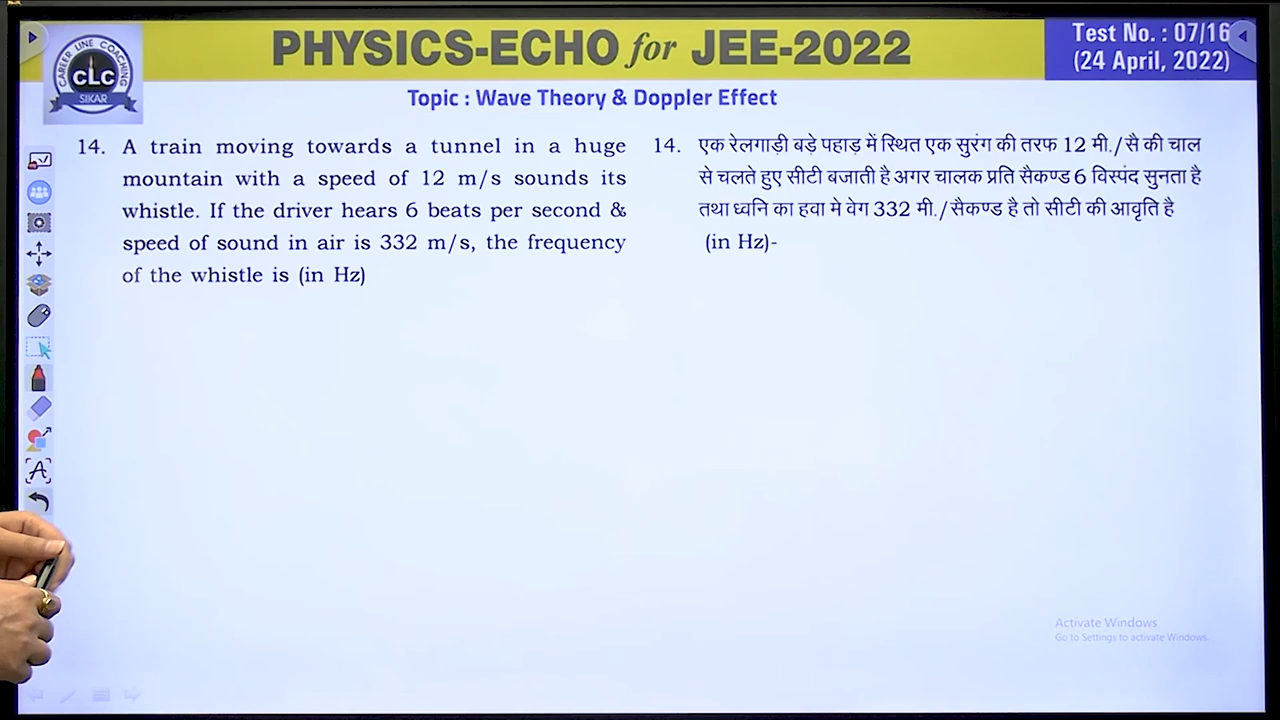 PHYSICS-ECHO for JEE-2022
Test No. : 07/16
(24 April, 2022)
CAREER LINE COACHING
CLC
SIKAR
Topic : Wave Theory & Doppler Effect
14. A train moving towards a tunnel in a huge
mountain with a speed of 12 m/s sounds its
whistle. If the driver hears 6 beats per second &
speed of sound in air is 332 m/s, the frequency
of the whistle is (in Hz)
14. एक रेलगाड़ी बड़े पहाड़ में स्थित एक सुरंग की तरफ 12 मी./सै की चाल
से चलते हुए सीटी बजाती है अगर चालक प्रति सैकण्ड 6 विस्पंद सुनता है
तथा ध्वनि का हवा मे वेग 332 मी./सैकण्ड है तो सीटी की आवृति है
(in Hz)-
A
Activate Windows
Go to Settings to activate Windows.